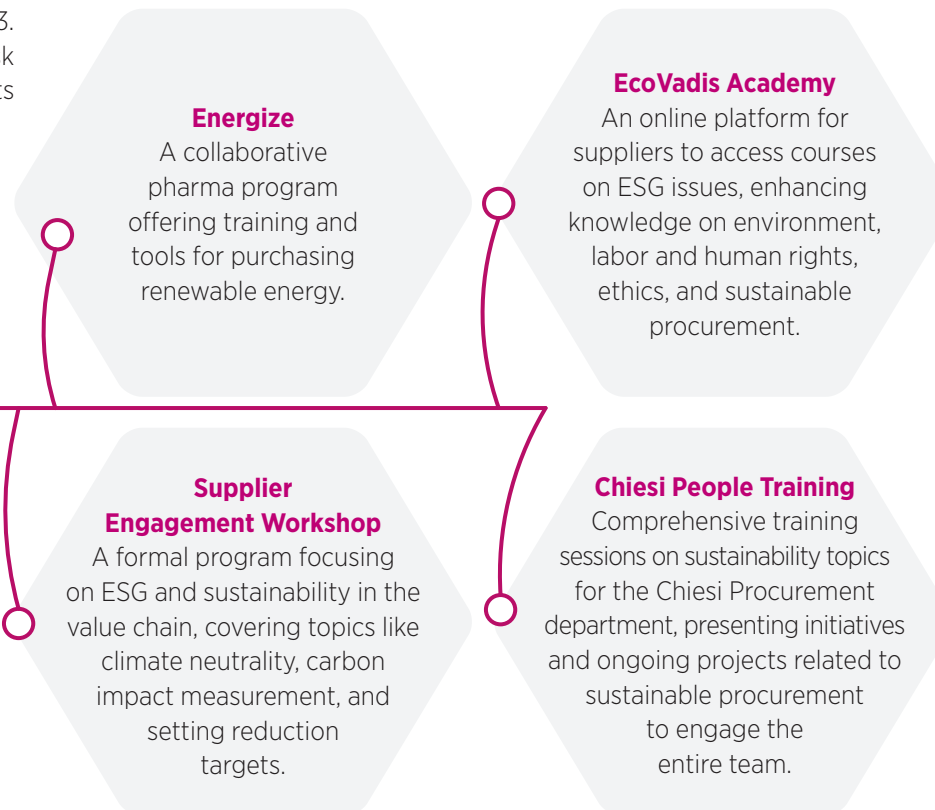 3.
sk
ts
Energize
A collaborative
pharma program
offering training and
tools for purchasing
renewable energy.
EcoVadis Academy
An online platform for
suppliers to access courses
on ESG issues, enhancing
knowledge on environment,
labor and human rights,
ethics, and sustainable
procurement.
Supplier
Engagement Workshop
A formal program focusing
on ESG and sustainability in the
value chain, covering topics like
climate neutrality, carbon
impact measurement, and
setting reduction
targets.
Chiesi People Training
Comprehensive training
sessions on sustainability topics
for the Chiesi Procurement
department, presenting initiatives
and ongoing projects related to
sustainable procurement
to engage the
entire team.